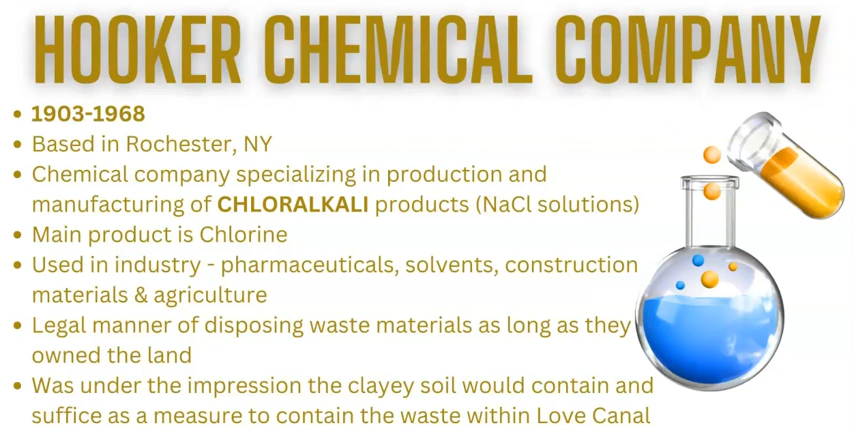 HOOKER CHEMICAL COMPANY
• 1903-1968
• Based in Rochester, NY
• Chemical company specializing in production and
manufacturing of CHLORALKALI products (NaCl solutions)
• Main product is Chlorine
• Used in industry - pharmaceuticals, solvents, construction
materials & agriculture
• Legal manner of disposing waste materials as long as they
owned the land
• Was under the impression the clayey soil would contain and
suffice as a measure to contain the waste within Love Canal